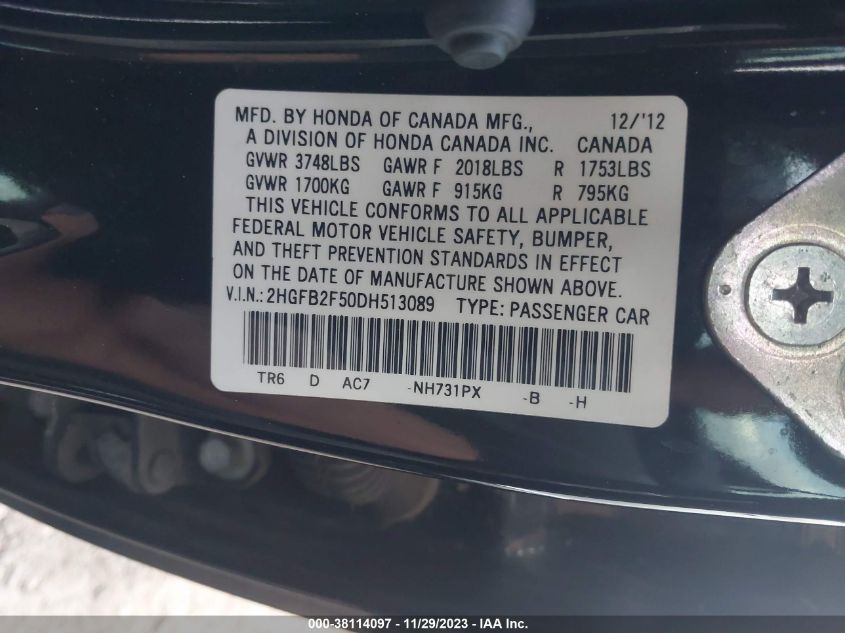 MFD. BY HONDA OF CANADA MFG., 12/'12
A DIVISION OF HONDA CANADA INC. CANADA
GVWR 3748LBS GAWR F 2018LBS R 1753LBS
GVWR 1700KG GAWR F 915KG R 795KG
THIS VEHICLE CONFORMS TO ALL APPLICABLE
FEDERAL MOTOR VEHICLE SAFETY, BUMPER,
AND THEFT PREVENTION STANDARDS IN EFFECT
ON THE DATE OF MANUFACTURE SHOWN ABOVE.
V.I.N.:2HGFB2F50DH513089 TYPE: PASSENGER CAR
TR6 D AC7 -NH731PX -B -H
000-38114097 - 11/29/2023 - IAA Inc.